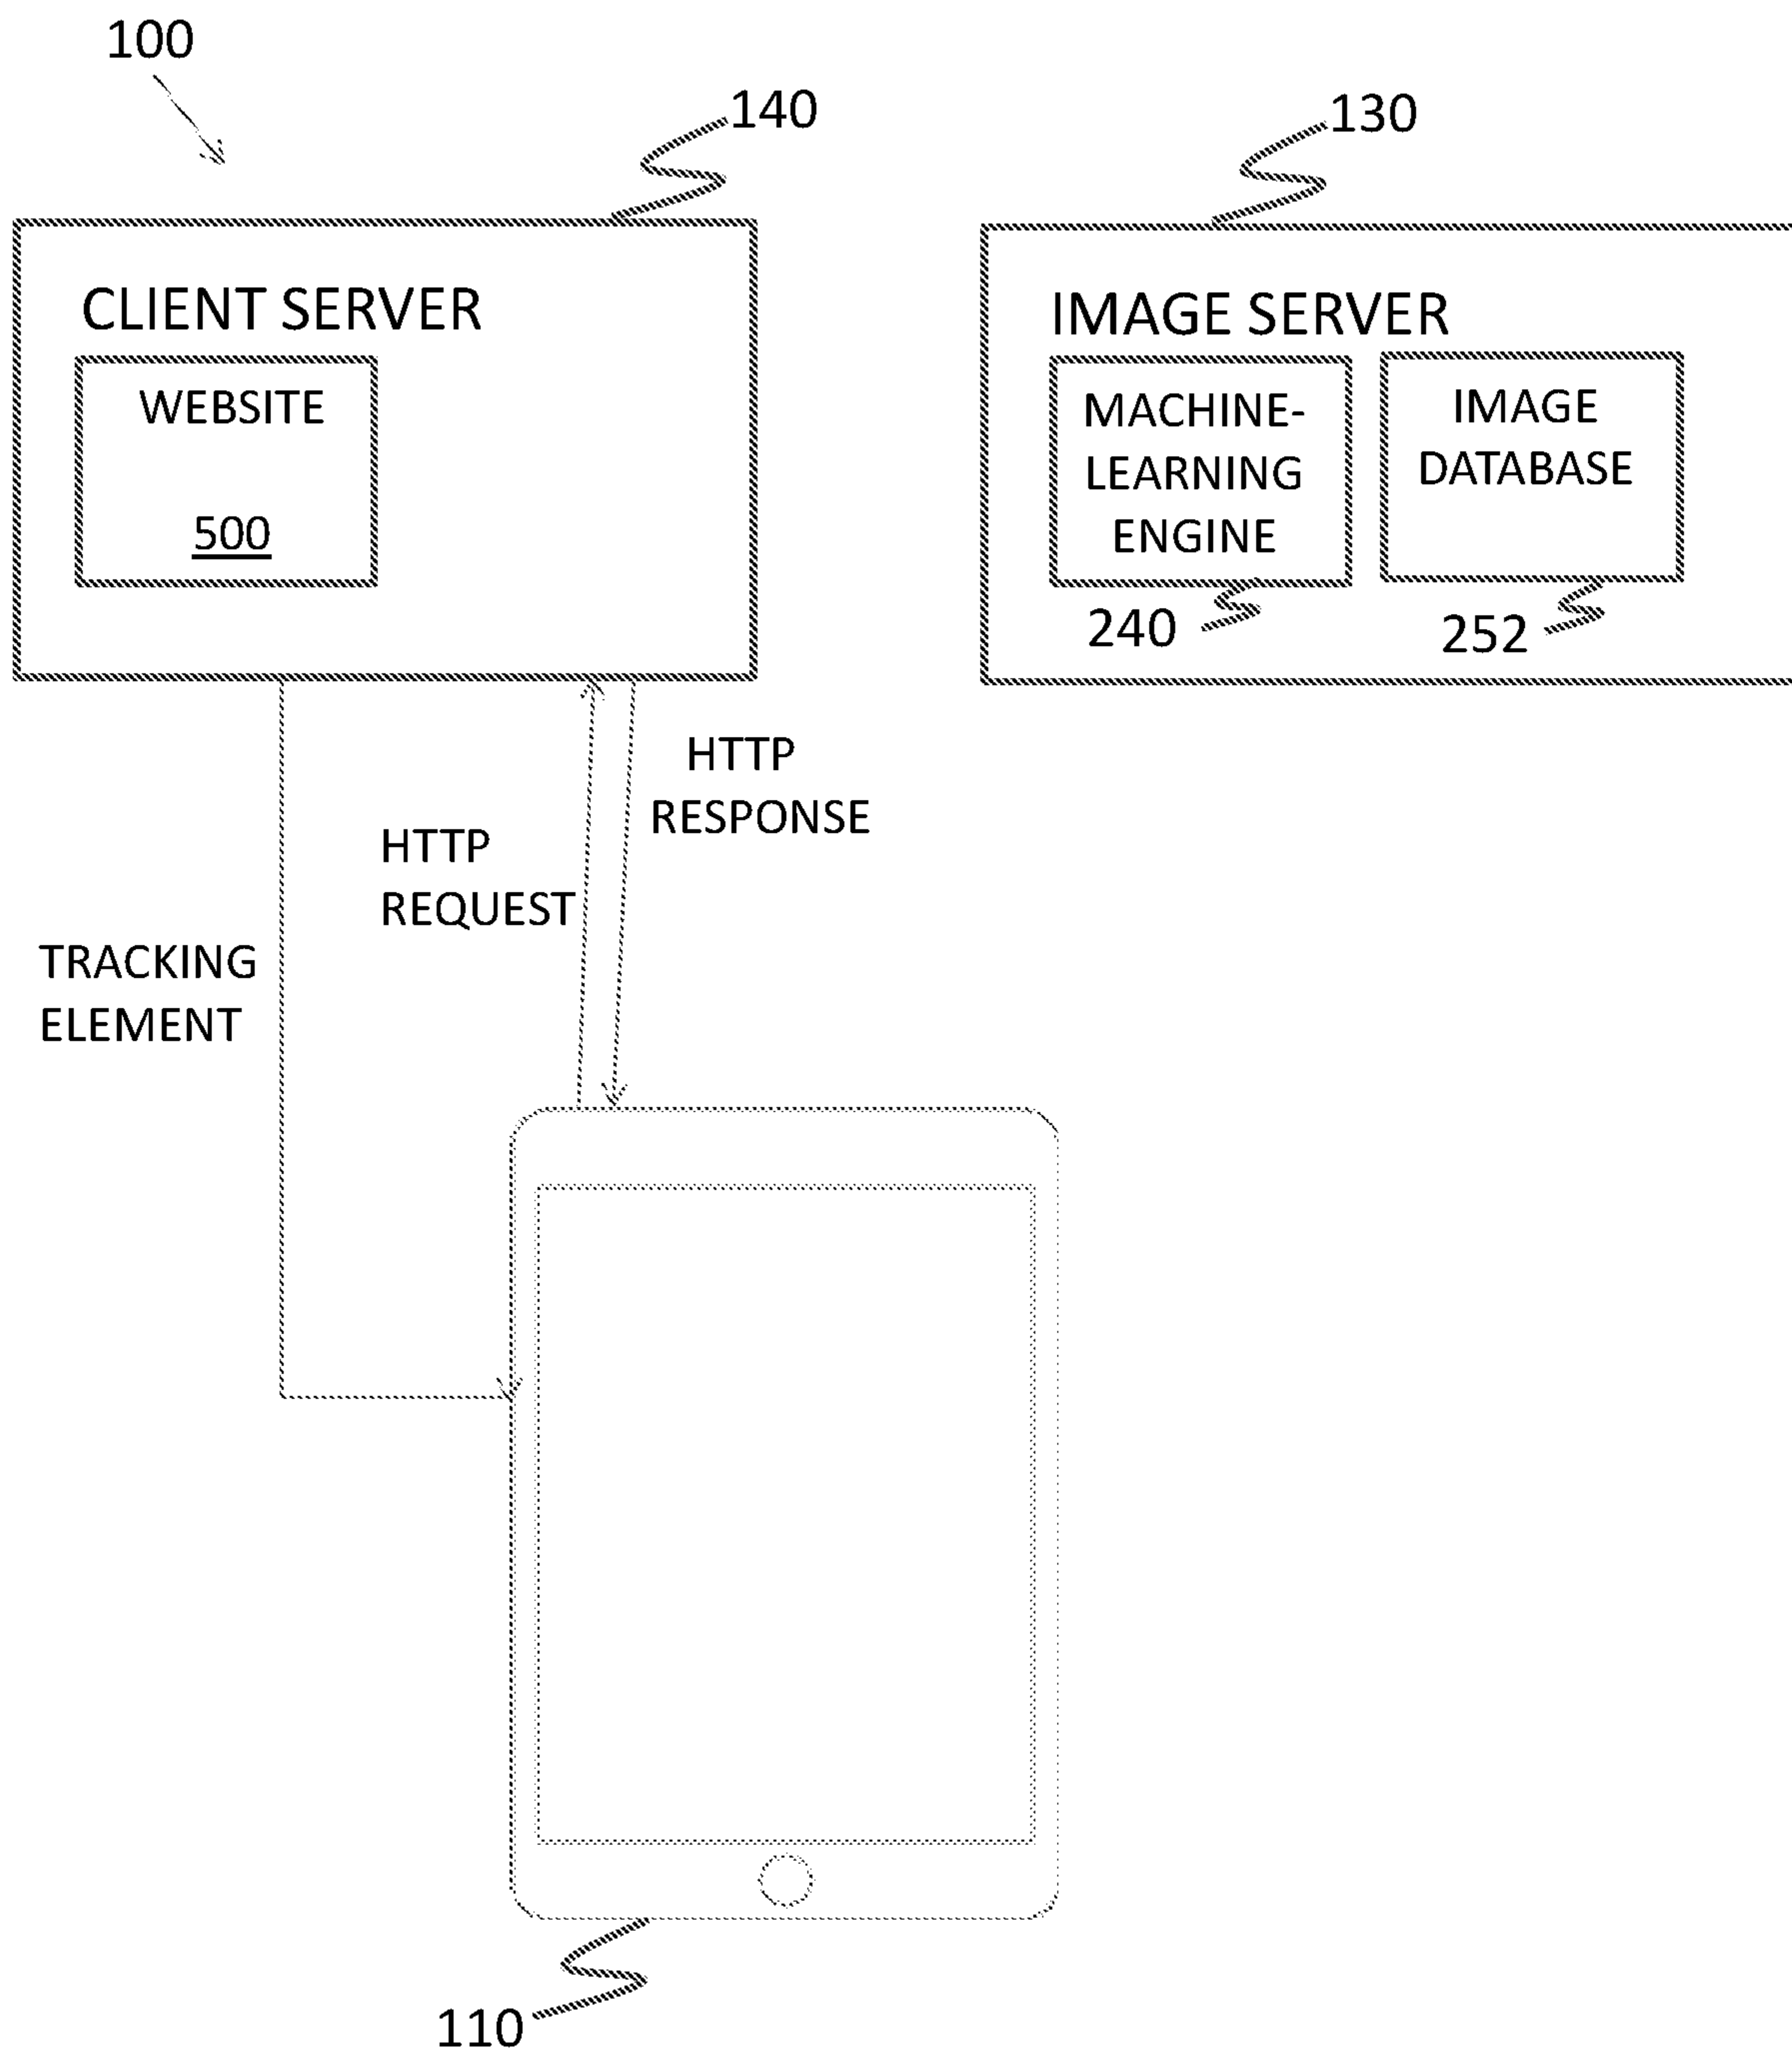 100
140
130
CLIENT SERVER
WEBSITE
500
IMAGE SERVER
MACHINE-
LEARNING
ENGINE
IMAGE
DATABASE
240
252
HTTP
RESPONSE
HTTP
REQUEST
TRACKING
ELEMENT
110